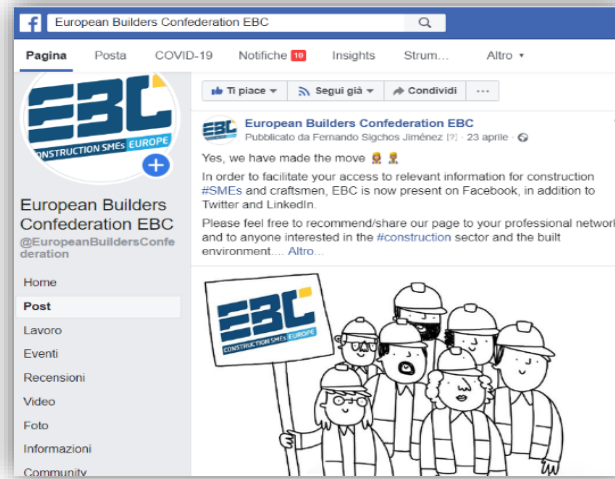 European Builders Confederation EBC
Pagina Posta COVID-19 Notifiche 10 Insights Strum... Altro
EBC
CONSTRUCTION SMEs EUROPE
European Builders
Confederation EBC
@EuropeanBuildersConfe
deration
Home
Post
Lavoro
Eventi
Recensioni
Video
Foto
Informazioni
Community
Ti piace Segui già Condividi ...
EBC European Builders Confederation EBC
Pubblicato da Fernando Sigchos Jiménez [?] · 23 aprile ·
Yes, we have made the move
In order to facilitate your access to relevant information for construction
#SMEs and craftsmen, EBC is now present on Facebook, in addition to
Twitter and LinkedIn.
Please feel free to recommend/share our page to your professional network
and to anyone interested in the #construction sector and the built
environment.... Altro...
EBC
CONSTRUCTION SMEs EUROPE